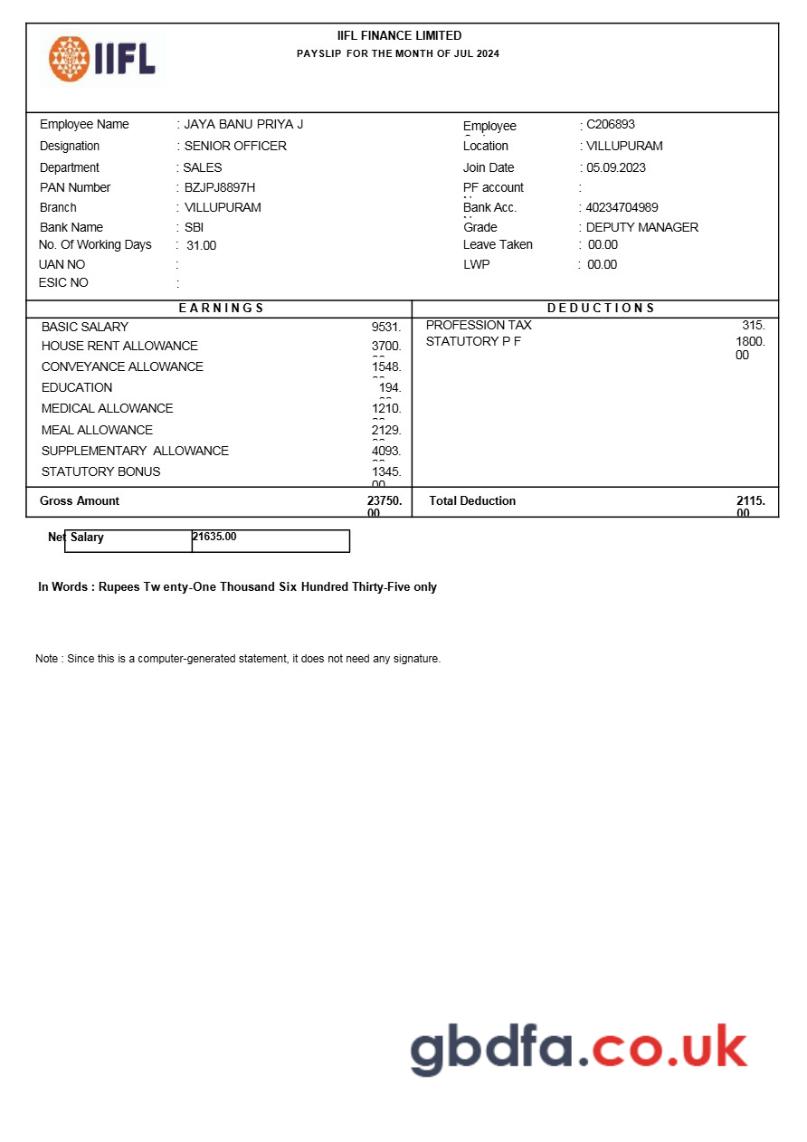 IIFL
IIFL FINANCE LIMITED
PAYSLIP FOR THE MONTH OF JUL 2024
Employee Name : JAYA BANU PRIYA J Employee : C206893
Designation : SENIOR OFFICER Location : VILLUPURAM
Department : SALES Join Date : 05.09.2023
PAN Number : BZJPJ8897H PF account :
Branch : VILLUPURAM Bank Acc. : 40234704989
Bank Name : SBI Grade : DEPUTY MANAGER
No. Of Working Days : 31.00 Leave Taken : 00.00
UAN NO : LWP : 00.00
ESIC NO :
EARNINGS DEDUCTIONS
BASIC SALARY 9531. PROFESSION TAX 315.
HOUSE RENT ALLOWANCE 3700. STATUTORY P F 1800.
00
CONVEYANCE ALLOWANCE 1548.
EDUCATION 194.
MEDICAL ALLOWANCE 1210.
MEAL ALLOWANCE 2129.
SUPPLEMENTARY ALLOWANCE 4093.
STATUTORY BONUS 1345.
00
Gross Amount 23750. Total Deduction 2115.
00 00
Net Salary 21635.00
In Words : Rupees Tw enty-One Thousand Six Hundred Thirty-Five only
Note : Since this is a computer-generated statement, it does not need any signature.
gbdfa.co.uk